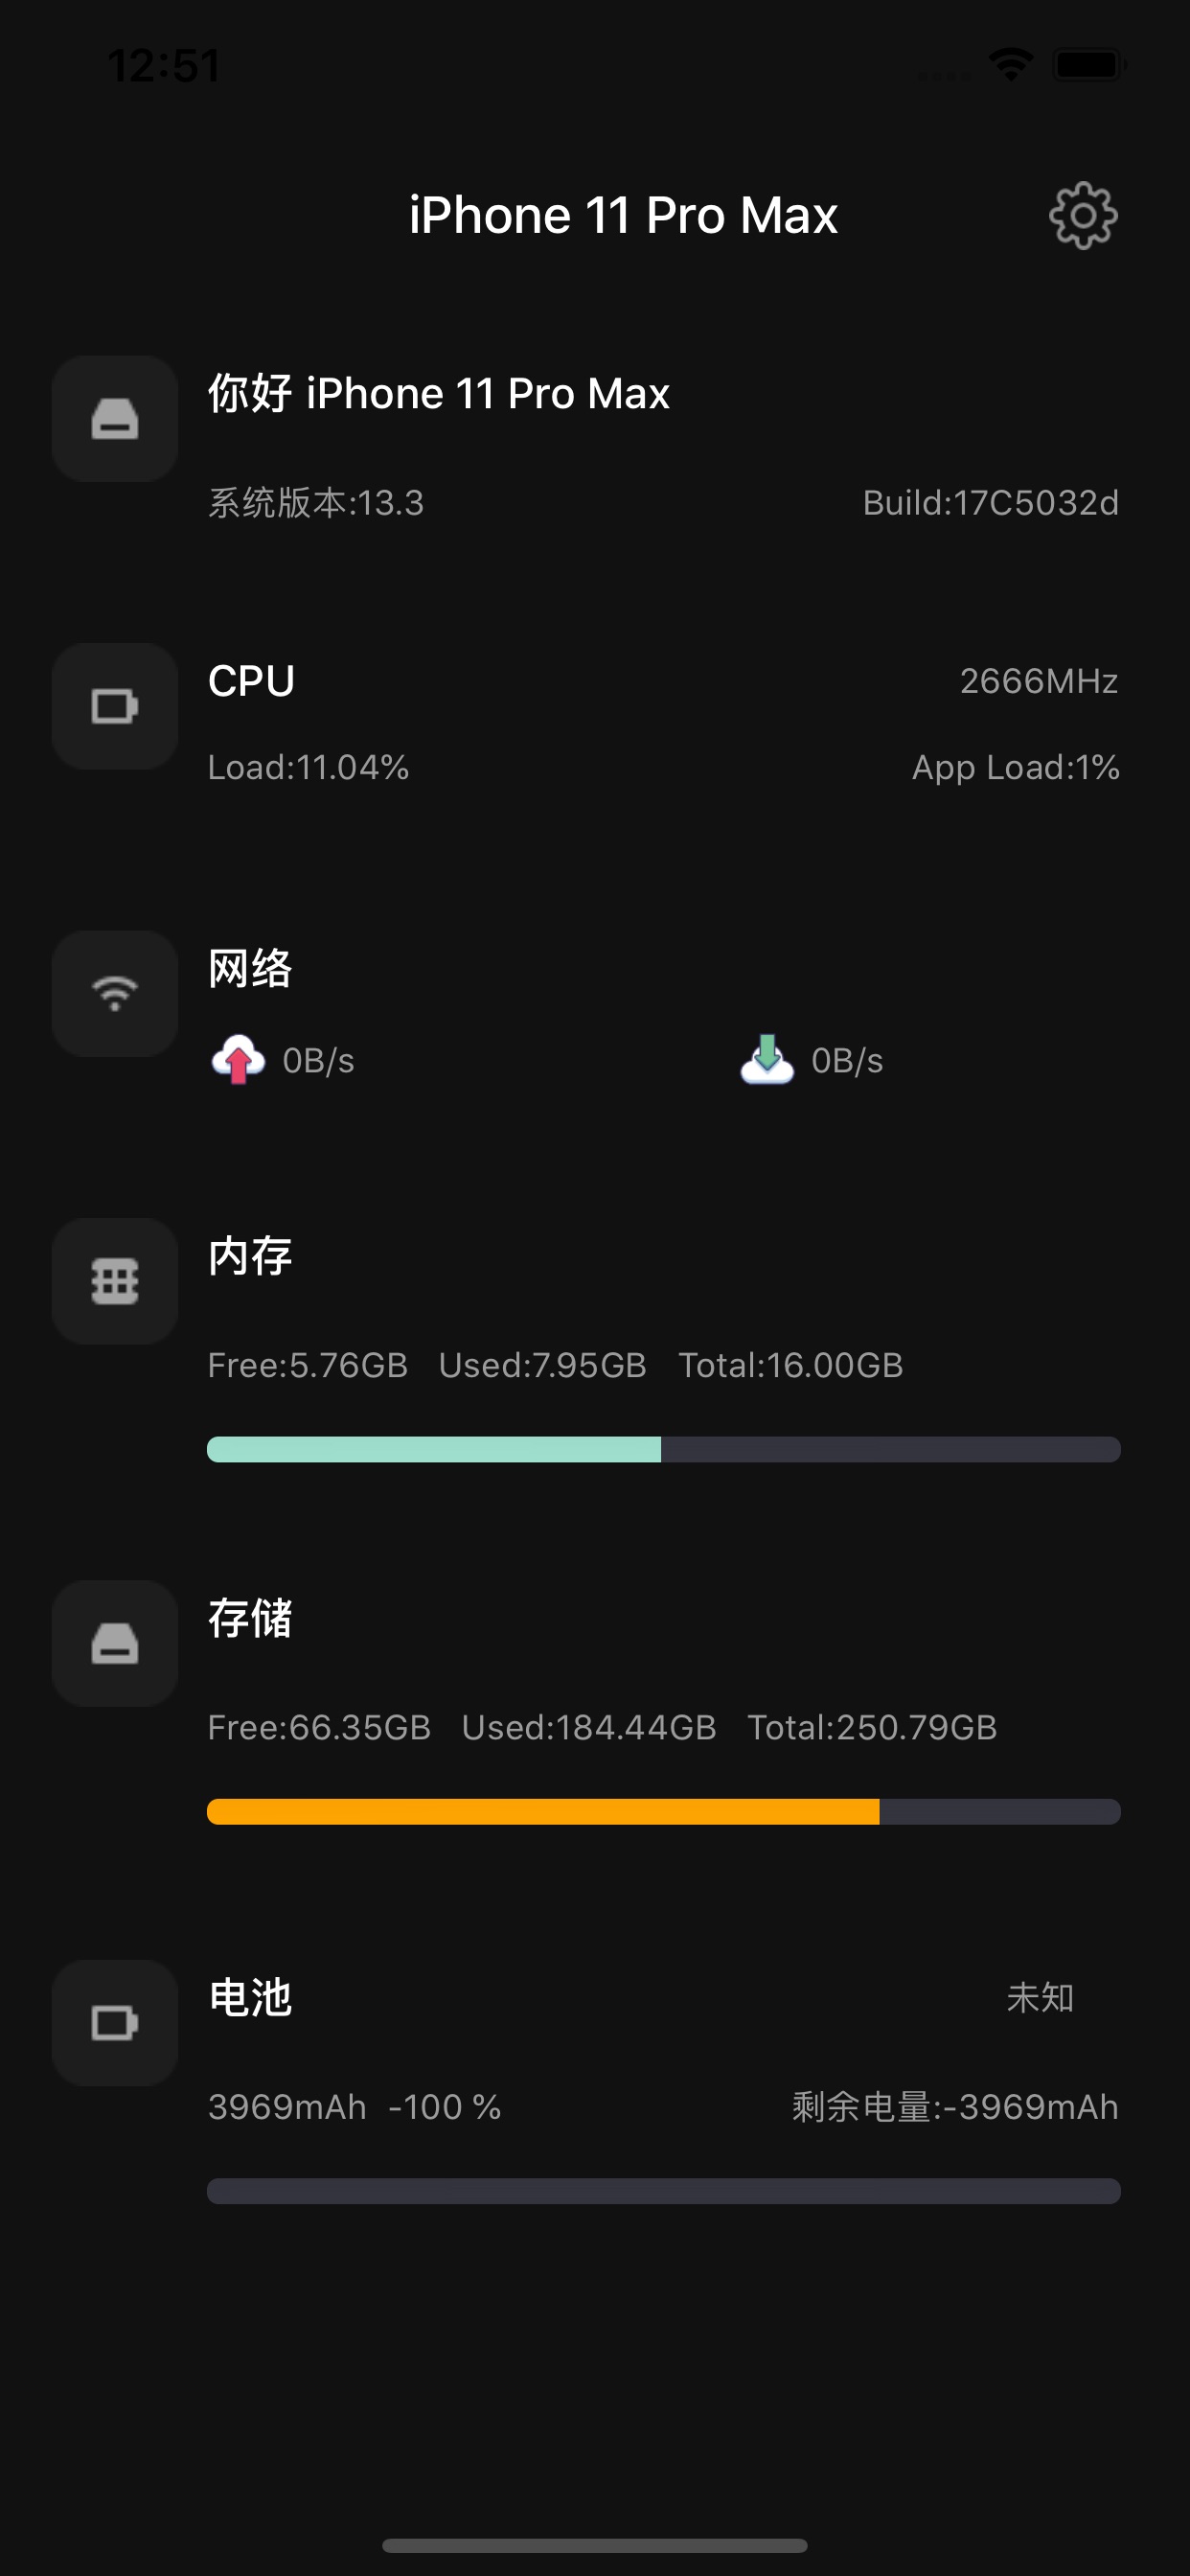 12:51
iPhone 11 Pro Max
你好 iPhone 11 Pro Max
系统版本:13.3 Build:17C5032d
CPU 2666MHz
Load:11.04% App Load:1%
网络
0B/s 0B/s
内存
Free:5.76GB Used:7.95GB Total:16.00GB
存储
Free:66.35GB Used:184.44GB Total:250.79GB
电池 未知
3969mAh -100 % 剩余电量:-3969mAh